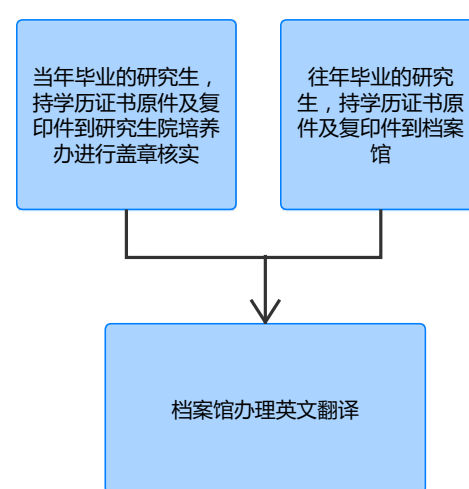 当年毕业的研究生，
持学历证书原件及复
印件到研究生院培养
办进行盖章核实
往年毕业的研究
生，持学历证书原
件及复印件到档案
馆
档案馆办理英文翻译